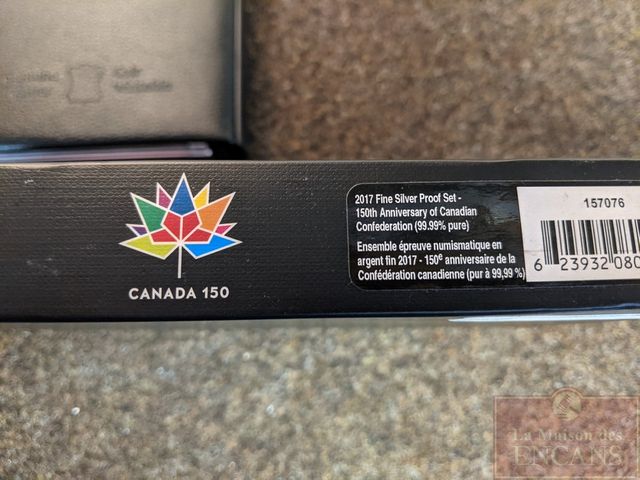 CANADA 150
2017 Fine Silver Proof Set -
150th Anniversary of Canadian
Confederation (99.99% pure)
Ensemble épreuve numismatique en
argent fin 2017 - 150e anniversaire de la
Confédération canadienne (pur à 99,99 %)
157076
6 23932 080
La Maison des
ENCANS